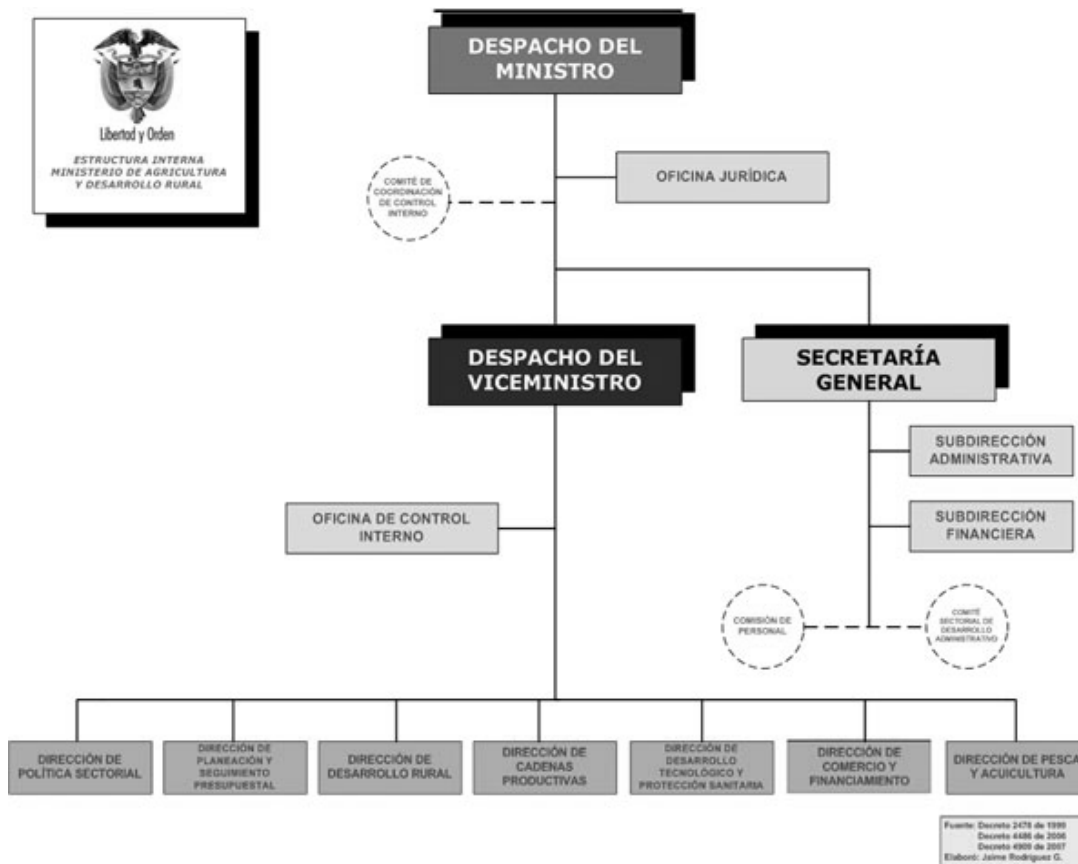 DESPACHO DEL
MINISTRO
Libertad y Orden
ESTRUCTURA INTERNA
MINISTERIO DE AGRICULTURA
Y DESARROLLO RURAL
COMITÉ DE
COORDINACIÓN
DE CONTROL
INTERNO
OFICINA JURÍDICA
DESPACHO DEL
VICEMINISTRO
SECRETARÍA
GENERAL
SUBDIRECCIÓN
ADMINISTRATIVA
OFICINA DE CONTROL
INTERNO
SUBDIRECCIÓN
FINANCIERA
COMISIÓN DE
PERSONAL
COMITÉ
SECTORIAL DE
DESARROLLO
ADMINISTRATIVO
DIRECCIÓN DE
POLÍTICA SECTORIAL
DIRECCIÓN DE
PLANEACIÓN Y
SEGUIMIENTO
PRESUPUESTAL
DIRECCIÓN DE
DESARROLLO RURAL
DIRECCIÓN DE
CADENAS
PRODUCTIVAS
DIRECCIÓN DE
DESARROLLO
TECNOLÓGICO Y
PROTECCIÓN SANITARIA
DIRECCIÓN DE
COMERCIO Y
FINANCIAMIENTO
DIRECCIÓN DE PESCA
Y ACUICULTURA
Fuente: Decreto 2478 de 1999
Decreto 4486 de 2006
Decreto 4909 de 2007
Elaboró: Jaime Rodríguez G.